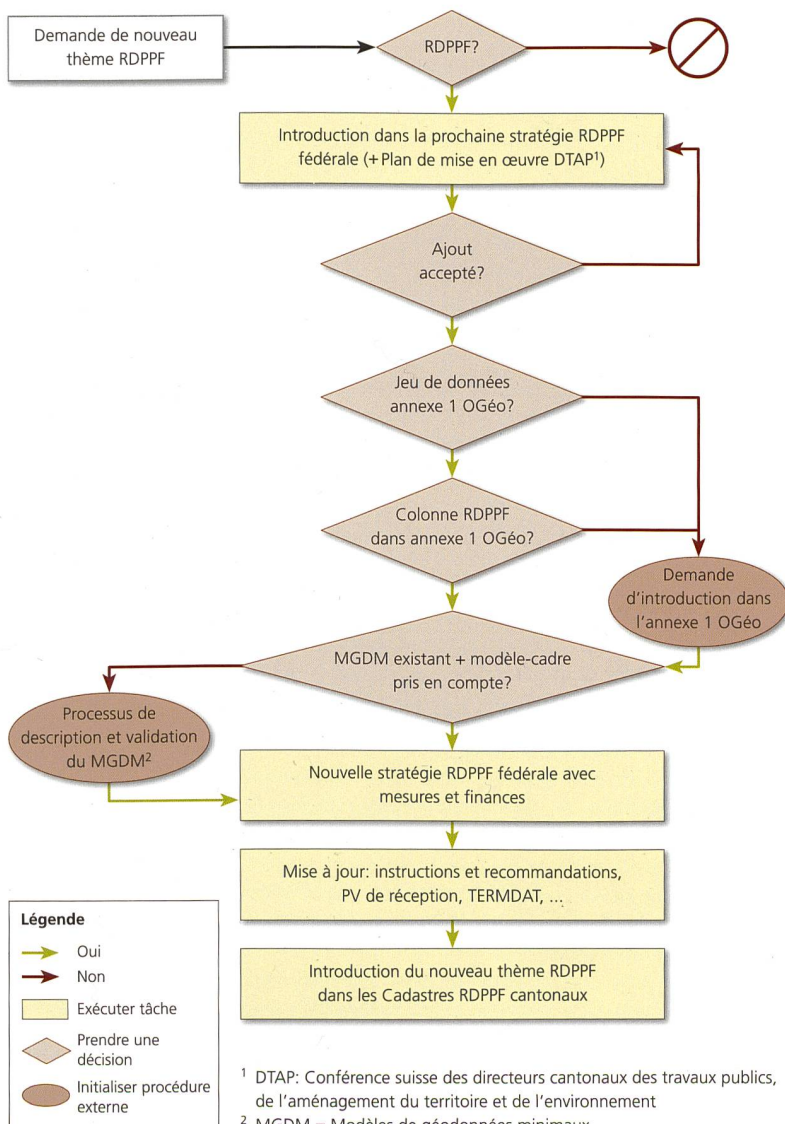 Demande de nouveau
thème RDPPF
RDPPF?
Introduction dans la prochaine stratégie RDPPF
fédérale (+Plan de mise en œuvre DTAP¹)
Ajout
accepté?
Jeu de données
annexe 1 OGéo?
Colonne RDPPF
dans annexe 1 OGéo?
Demande
d'introduction dans
l'annexe 1 OGéo
MGDM existant + modèle-cadre
pris en compte?
Processus de
description et validation
du MGDM²
Nouvelle stratégie RDPPF fédérale avec
mesures et finances
Mise à jour: instructions et recommandations,
PV de réception, TERMDAT, ...
Introduction du nouveau thème RDPPF
dans les Cadastres RDPPF cantonaux
Légende
Oui
Non
Exécuter tâche
Prendre une
décision
Initialiser procédure
externe
¹ DTAP: Conférence suisse des directeurs cantonaux des travaux publics,
de l'aménagement du territoire et de l'environnement
² MGDM = Modèles de géodonnées minimaux